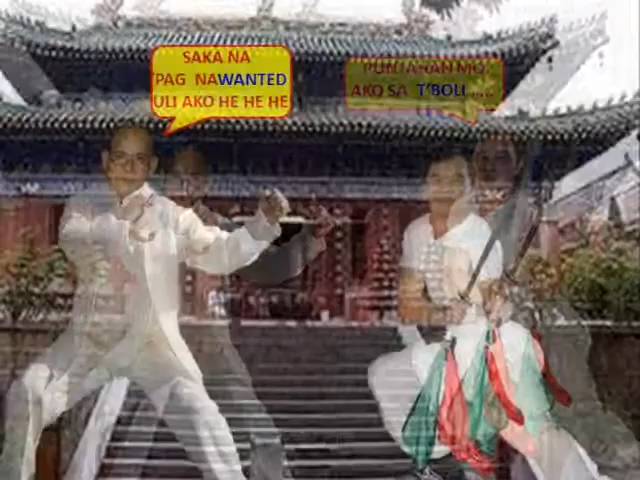 SAKA NA
PAG NAWANTED
ULI AKO HE HE HE
PUNTAHAN MO
AKO SA T'BOLI .....